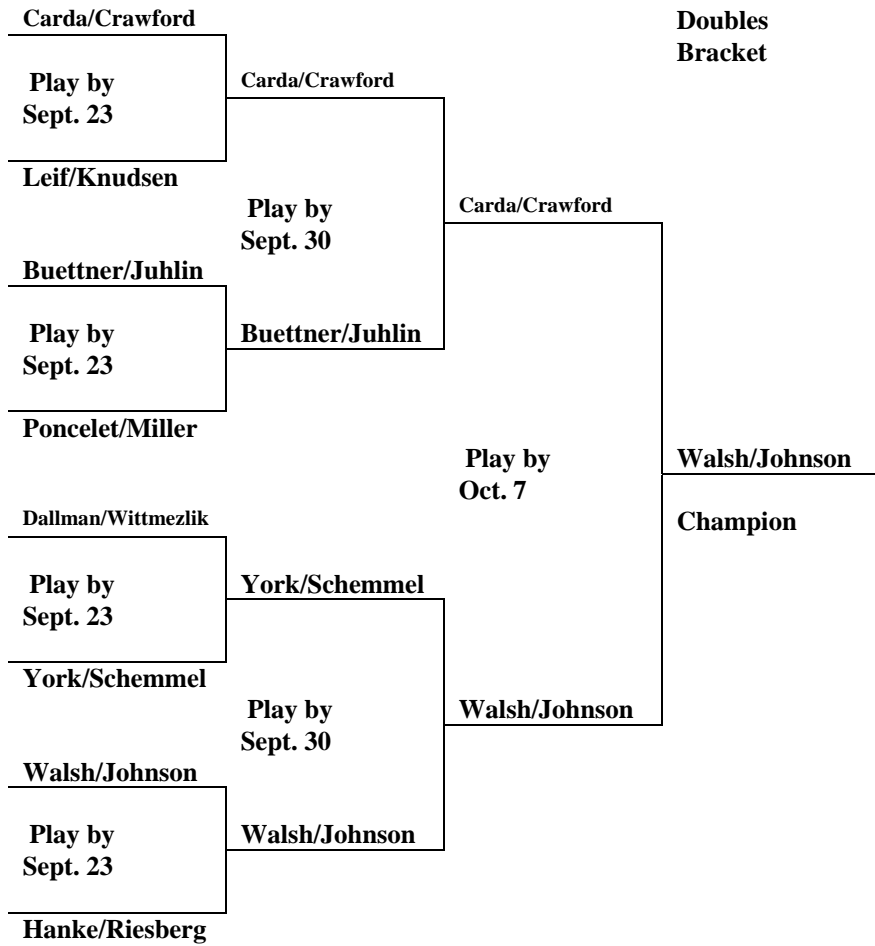 Carda/Crawford
Doubles
Bracket
Play by
Sept. 23
Carda/Crawford
Leif/Knudsen
Play by
Sept. 30
Carda/Crawford
Buettner/Juhlin
Play by
Sept. 23
Buettner/Juhlin
Poncelet/Miller
Play by
Oct. 7
Walsh/Johnson
Champion
Dallman/Wittmezlik
Play by
Sept. 23
York/Schemmel
York/Schemmel
Play by
Sept. 30
Walsh/Johnson
Walsh/Johnson
Play by
Sept. 23
Walsh/Johnson
Hanke/Riesberg